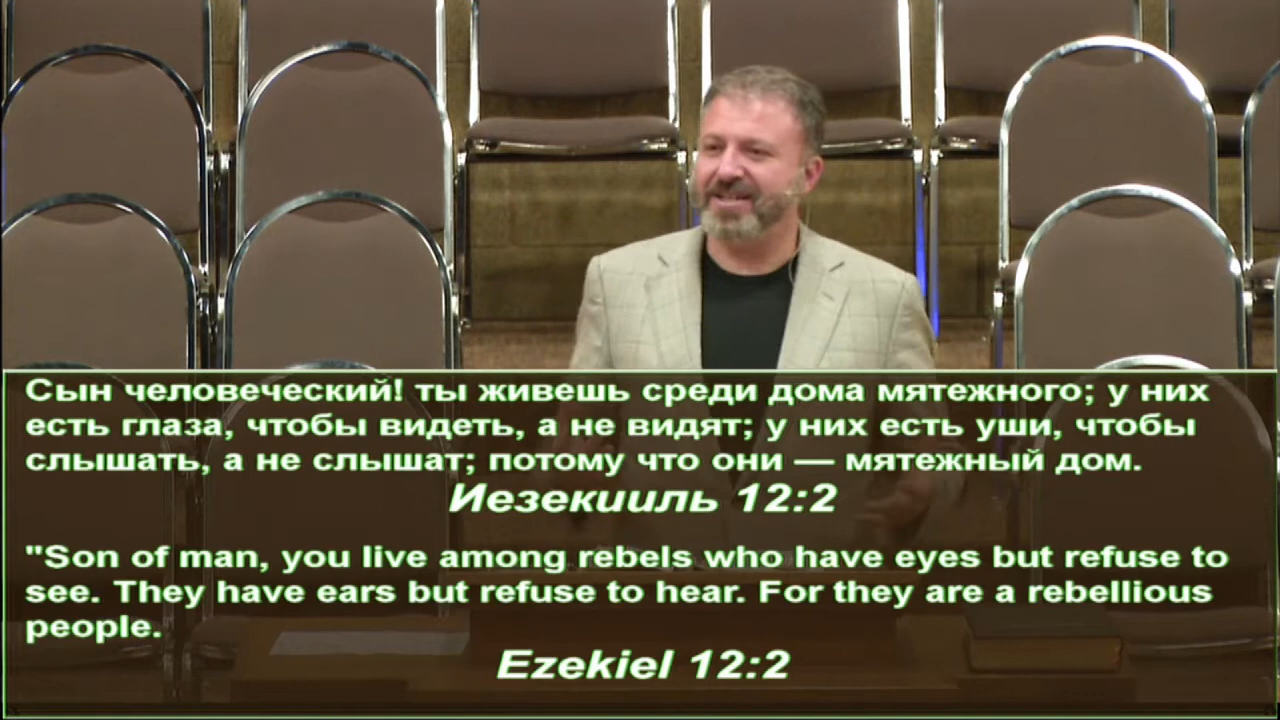 Сын человеческий! ты живешь среди дома мятежного; у них
есть глаза, чтобы видеть, а не видят; у них есть уши, чтобы
слышать, а не слышат; потому что они — мятежный дом.
Иезекииль 12:2
"Son of man, you live among rebels who have eyes but refuse to
see. They have ears but refuse to hear. For they are a rebellious
people.
Ezekiel 12:2